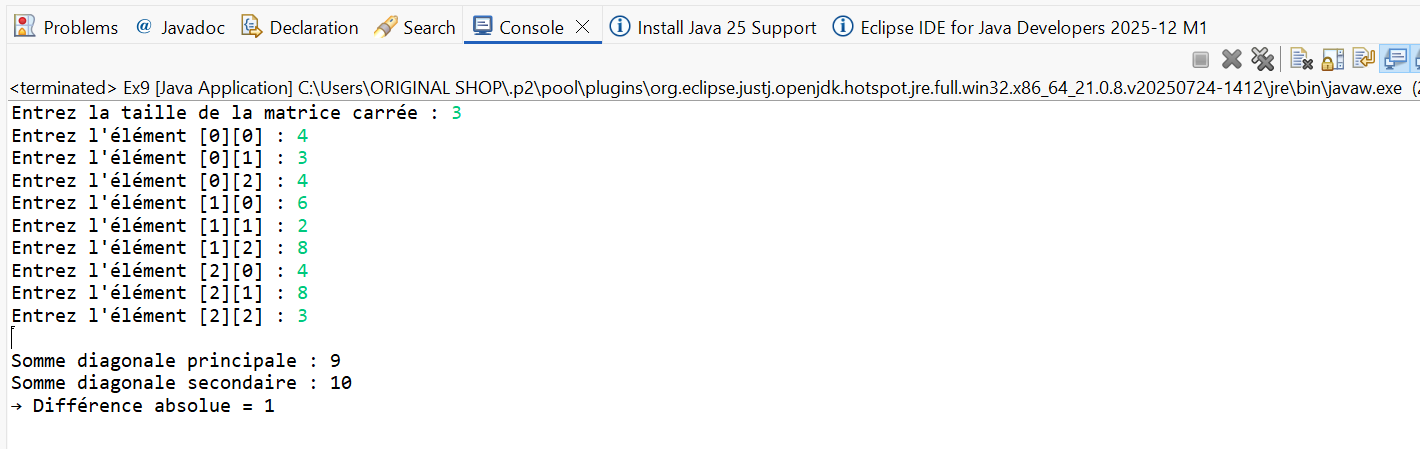 Problems Javadoc Declaration Search Console Install Java 25 Support Eclipse IDE for Java Developers 2025-12 M1
<terminated> Ex9 [Java Application] C:\Users\ORIGINAL SHOP\.p2\pool\plugins\org.eclipse.justj.openjdk.hotspot.jre.full.win32.x86_64_21.0.8.v20250724-1412\jre\bin\javaw.exe
Entrez la taille de la matrice carrée : 3
Entrez l'élément [0][0] : 4
Entrez l'élément [0][1] : 3
Entrez l'élément [0][2] : 4
Entrez l'élément [1][0] : 6
Entrez l'élément [1][1] : 2
Entrez l'élément [1][2] : 8
Entrez l'élément [2][0] : 4
Entrez l'élément [2][1] : 8
Entrez l'élément [2][2] : 3
Somme diagonale principale : 9
Somme diagonale secondaire : 10
→ Différence absolue = 1